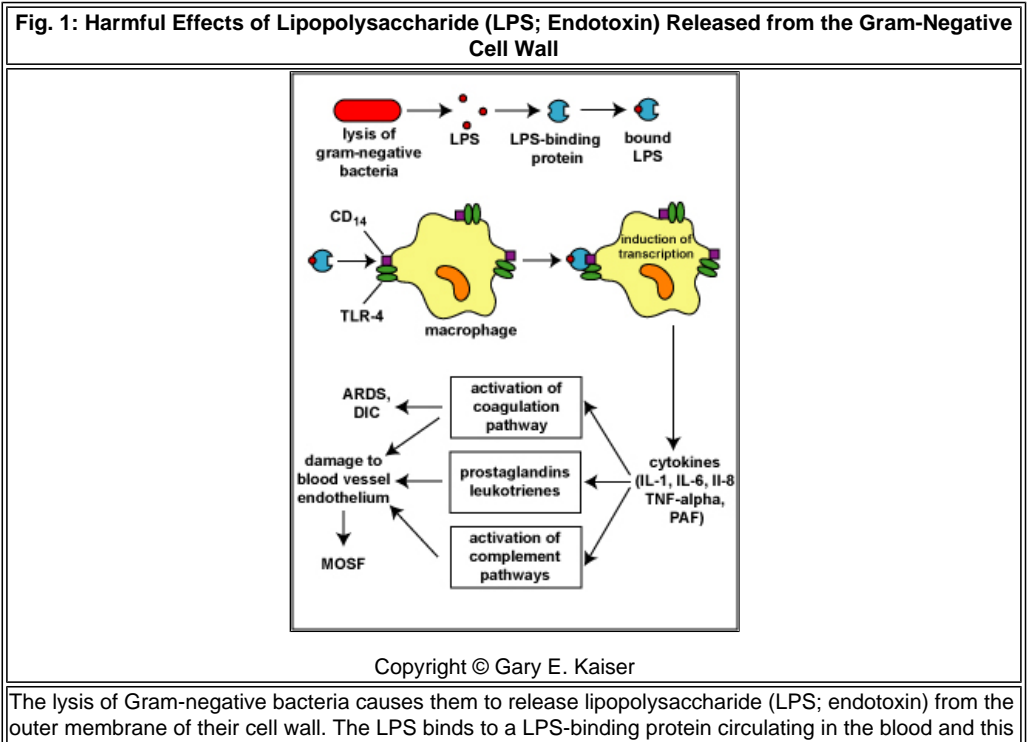 Fig. 1: Harmful Effects of Lipopolysaccharide (LPS; Endotoxin) Released from the Gram-Negative
Cell Wall
lysis of
gram-negative
bacteria
LPS
LPS-binding
protein
bound
LPS
CD14
TLR-4
macrophage
induction of
transcription
ARDS,
DIC
activation of
coagulation
pathway
damage to
blood vessel
endothelium
prostaglandins
leukotrienes
cytokines
(IL-1, IL-6, Il-8
TNF-alpha,
PAF)
MOSF
activation of
complement
pathways
Copyright © Gary E. Kaiser
The lysis of Gram-negative bacteria causes them to release lipopolysaccharide (LPS; endotoxin) from the
outer membrane of their cell wall. The LPS binds to a LPS-binding protein circulating in the blood and this